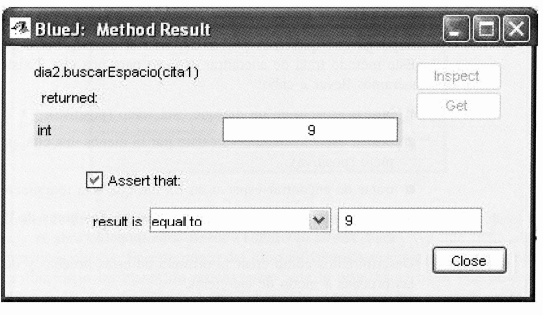 BlueJ: Method Result
dia2.buscarEspacio(cita1)
Inspect
returned:
Get
int 9
Assert that:
result is equal to 9
Close